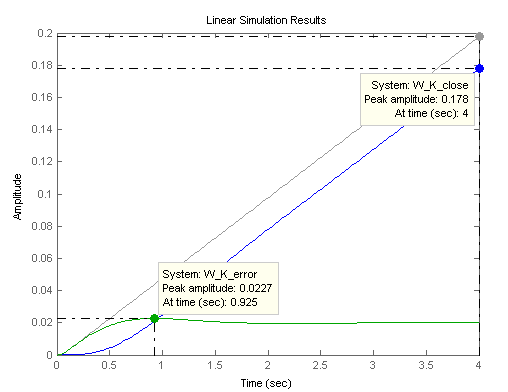 Linear Simulation Results
0.2
0.18
0.16
0.14
0.12
0.1
0.08
0.06
0.04
0.02
0
Amplitude
System: W_K_close
Peak amplitude: 0.178
At time (sec): 4
System: W_K_error
Peak amplitude: 0.0227
At time (sec): 0.925
0 0.5 1 1.5 2 2.5 3 3.5 4
Time (sec)